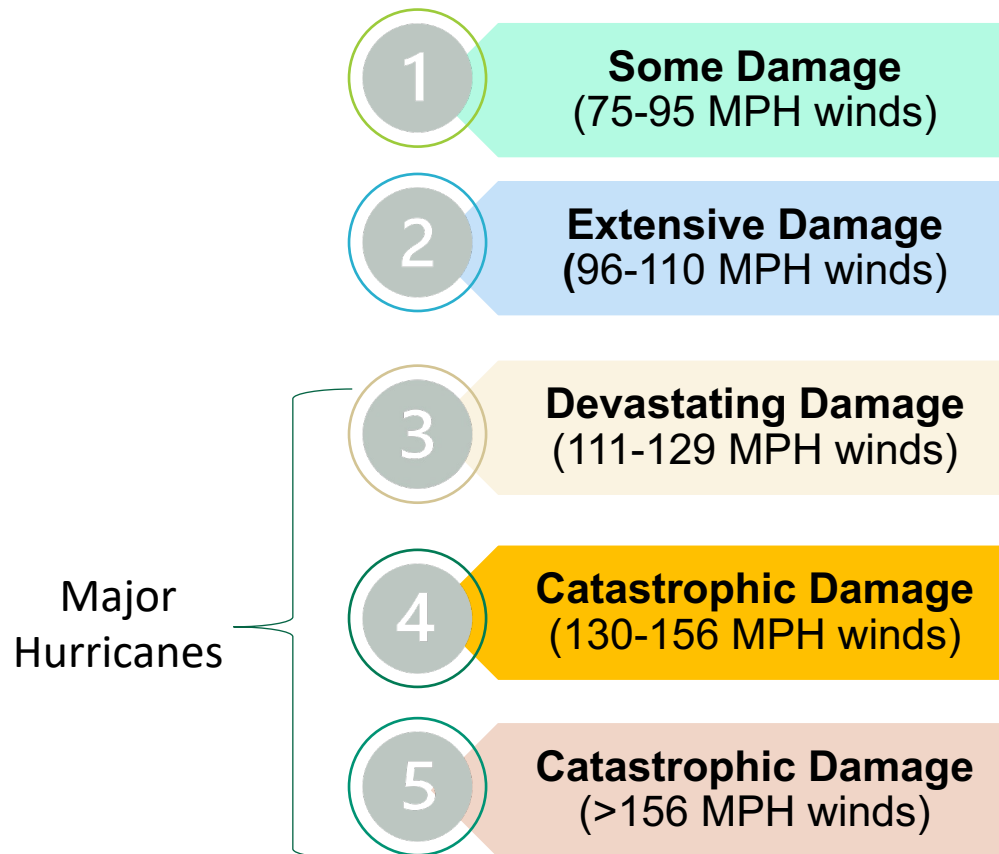 1
Some Damage
(75-95 MPH winds)
2
Extensive Damage
(96-110 MPH winds)
3
Devastating Damage
(111-129 MPH winds)
Major
Hurricanes
4
Catastrophic Damage
(130-156 MPH winds)
5
Catastrophic Damage
(>156 MPH winds)